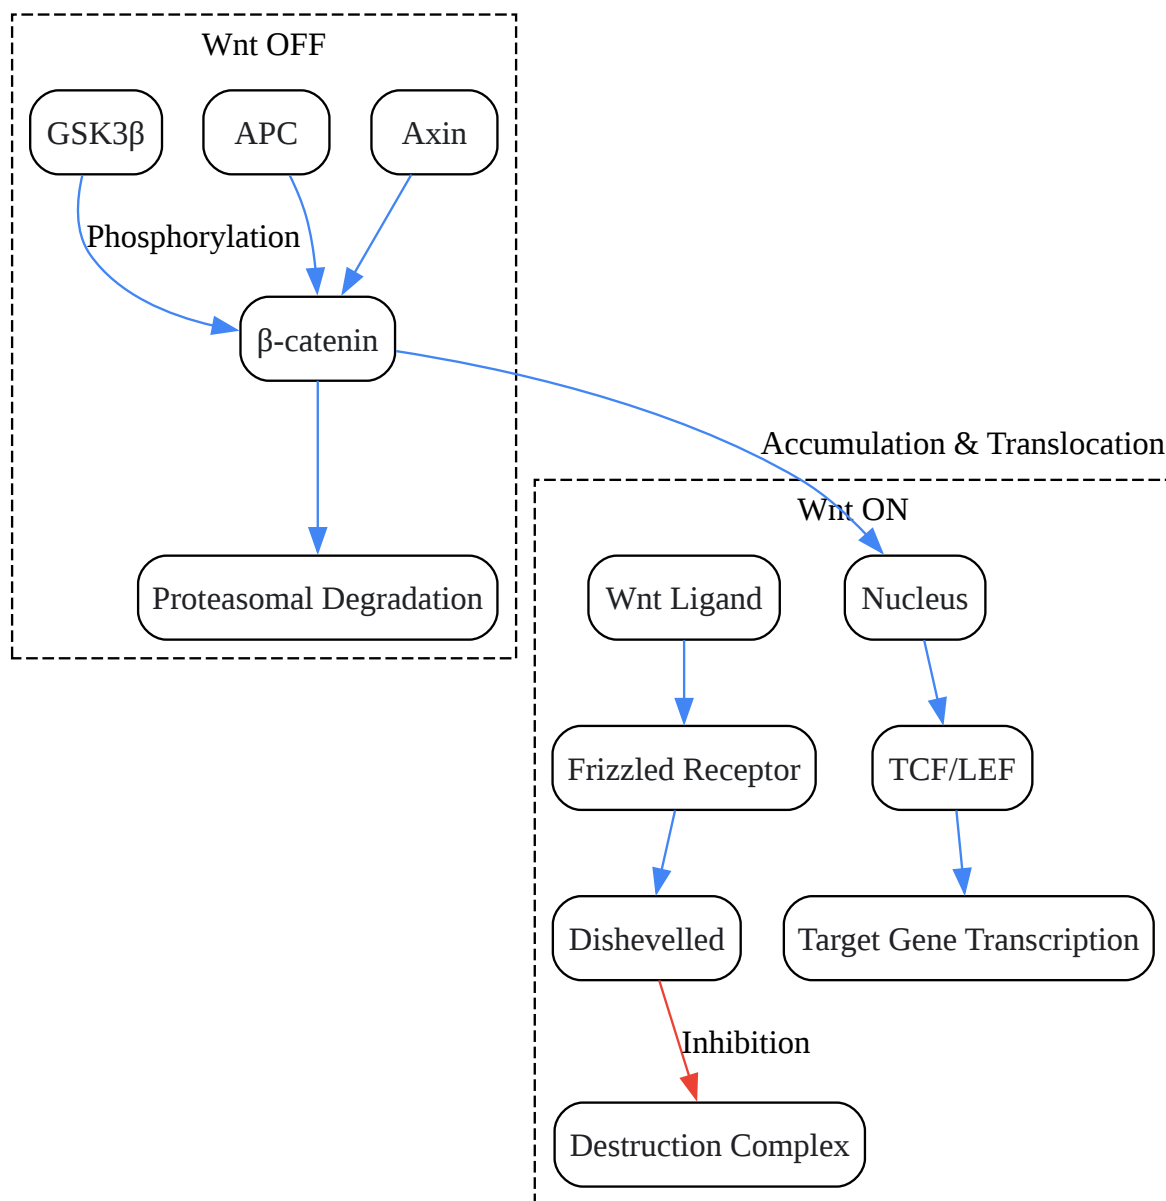 Wnt OFF
GSK3β
APC
Axin
Phosphorylation
β-catenin
Accumulation & Translocation
Proteasomal Degradation
Wnt ON
Wnt Ligand
Nucleus
Frizzled Receptor
TCF/LEF
Dishevelled
Target Gene Transcription
Inhibition
Destruction Complex